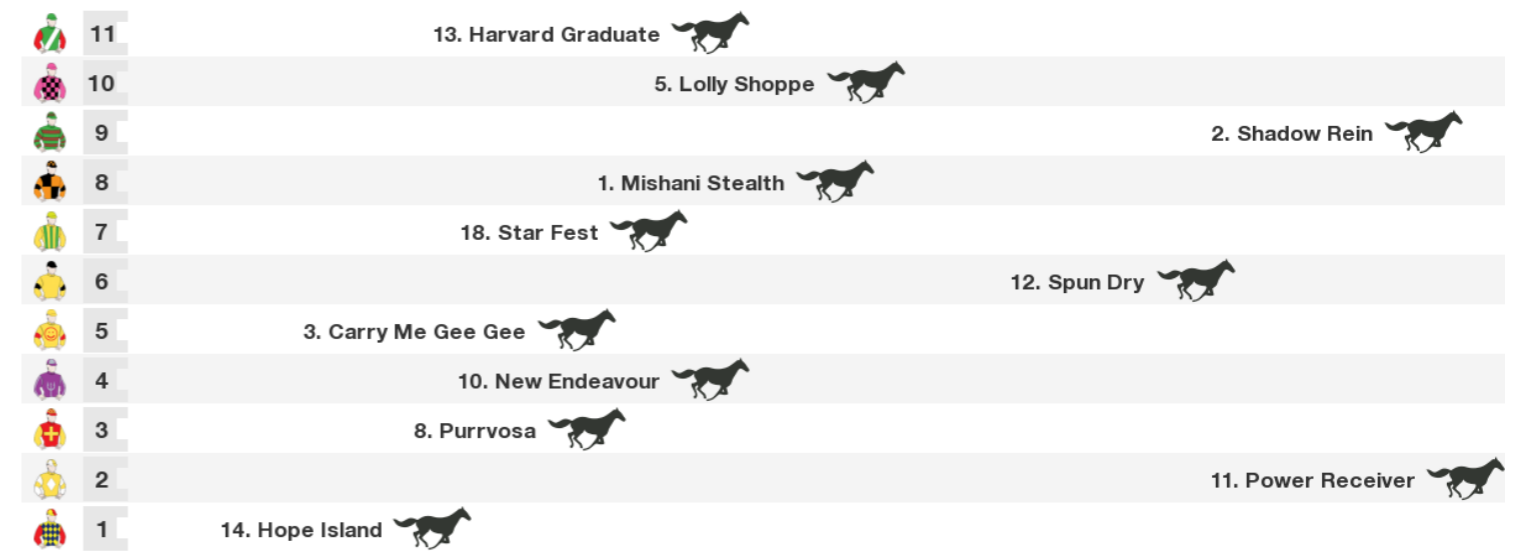 11 13. Harvard Graduate
10 5. Lolly Shoppe
9 2. Shadow Rein
8 1. Mishani Stealth
7 18. Star Fest
6 12. Spun Dry
5 3. Carry Me Gee Gee
4 10. New Endeavour
3 8. Purrvosa
2 11. Power Receiver
1 14. Hope Island